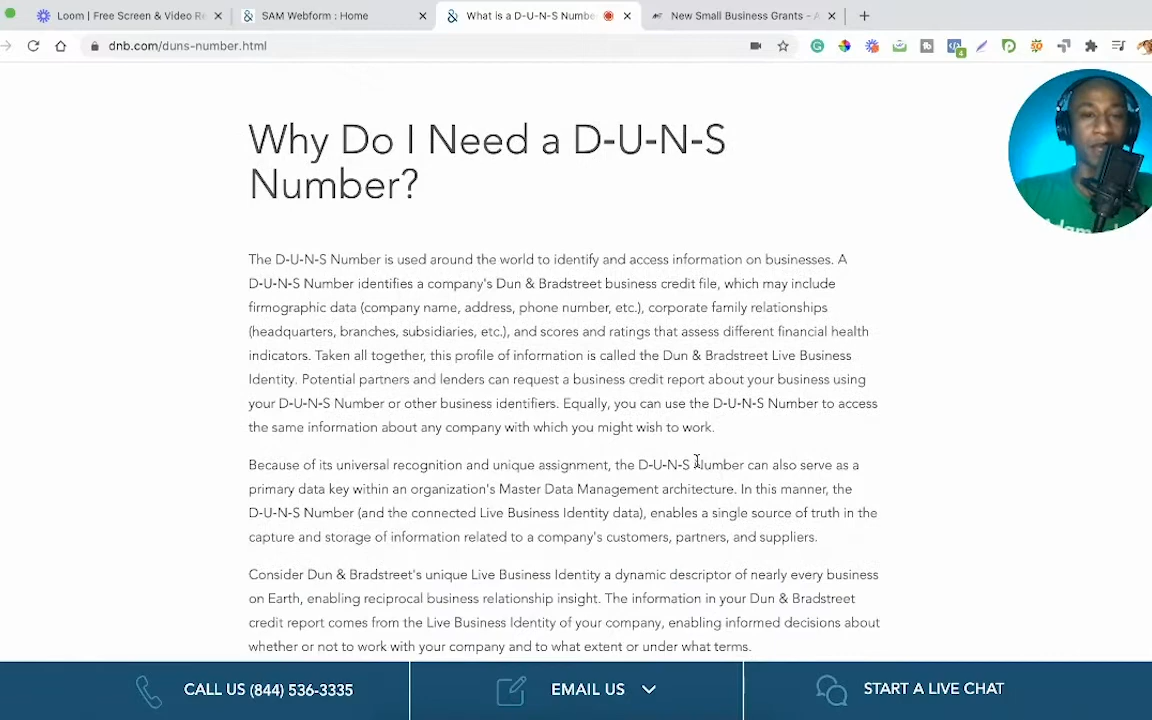 Loom | Free Screen & Video Re
SAM Webform : Home
What is a D-U-N-S Numbe
New Small Business Grants -
dnb.com/duns-number.html
4
Why Do I Need a D-U-N-S
Number?
The D-U-N-S Number is used around the world to identify and access information on businesses. A
D-U-N-S Number identifies a company's Dun & Bradstreet business credit file, which may include
firmographic data (company name, address, phone number, etc.), corporate family relationships
(headquarters, branches, subsidiaries, etc.), and scores and ratings that assess different financial health
indicators. Taken all together, this profile of information is called the Dun & Bradstreet Live Business
Identity. Potential partners and lenders can request a business credit report about your business using
your D-U-N-S Number or other business identifiers. Equally, you can use the D-U-N-S Number to access
the same information about any company with which you might wish to work.
Because of its universal recognition and unique assignment, the D-U-N-S Number can also serve as a
primary data key within an organization's Master Data Management architecture. In this manner, the
D-U-N-S Number (and the connected Live Business Identity data), enables a single source of truth in the
capture and storage of information related to a company's customers, partners, and suppliers.
Consider Dun & Bradstreet's unique Live Business Identity a dynamic descriptor of nearly every business
on Earth, enabling reciprocal business relationship insight. The information in your Dun & Bradstreet
credit report comes from the Live Business Identity of your company, enabling informed decisions about
whether or not to work with your company and to what extent or under what terms.
CALL US (844) 536-3335
EMAIL US
START A LIVE CHAT